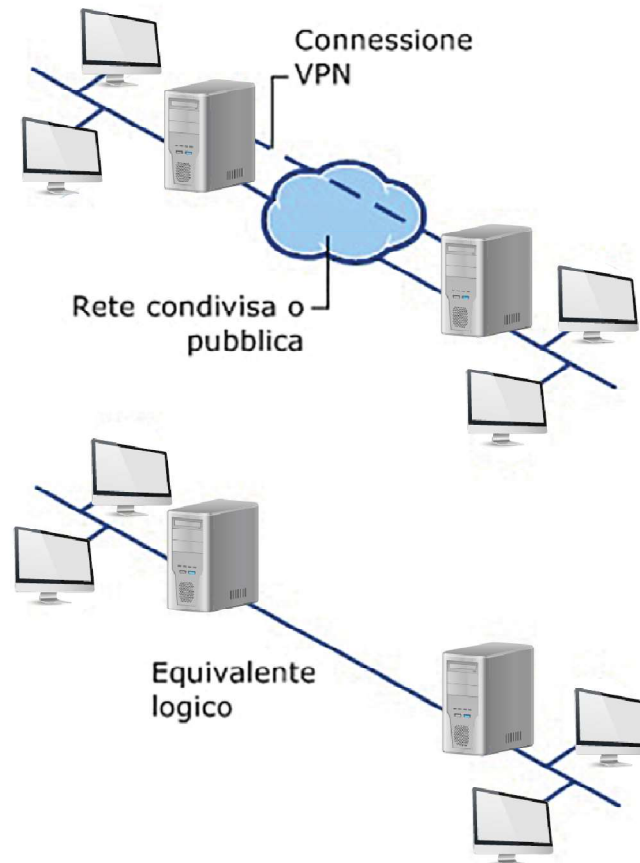 Connessione
VPN
Rete condivisa o
pubblica
Equivalente
logico